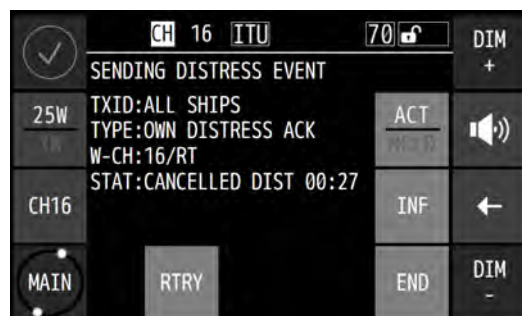 CH 16 ITU 70
DIM
+
SENDING DISTRESS EVENT
25W
TXID:ALL SHIPS
TYPE:OWN DISTRESS ACK
W-CH:16/RT
STAT:CANCELLED DIST 00:27
ACT
CH16
INF
MAIN
RTRY
END
DIM
-